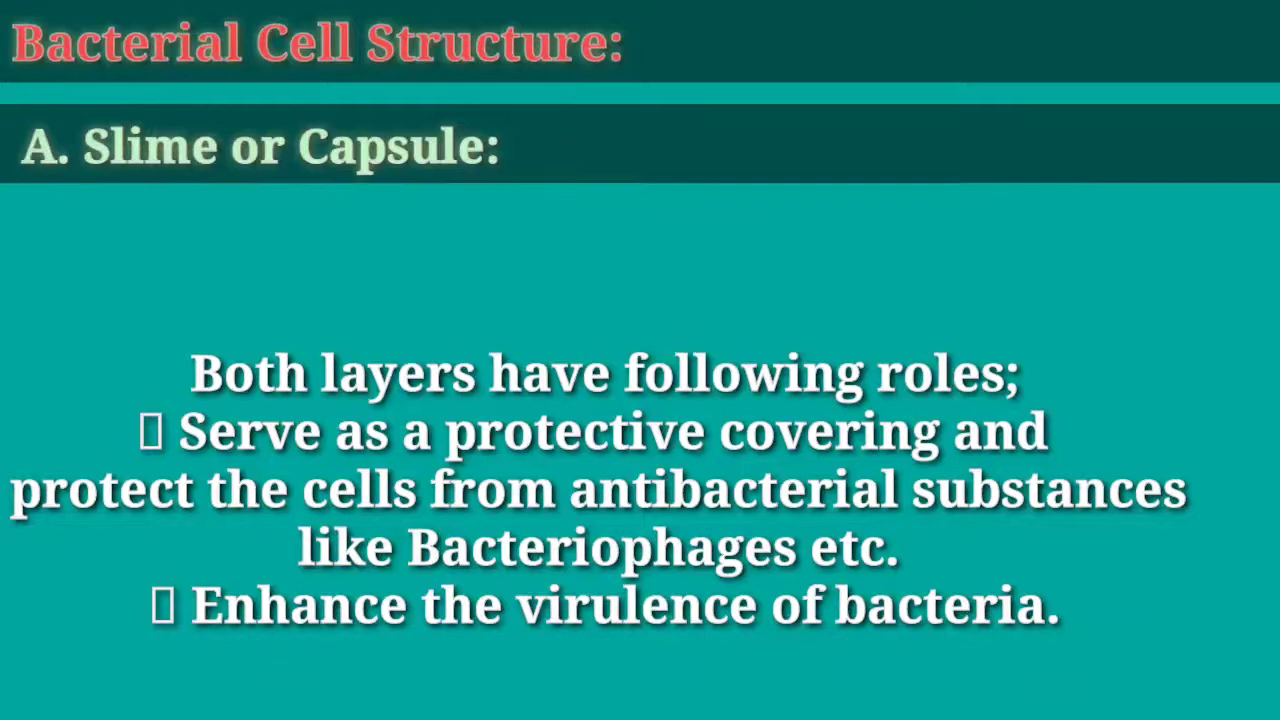 Bacterial Cell Structure:
A. Slime or Capsule:
Both layers have following roles;
▯ Serve as a protective covering and
protect the cells from antibacterial substances
like Bacteriophages etc.
▯ Enhance the virulence of bacteria.